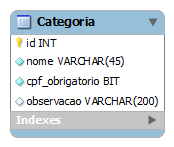 Categoria
id INT
nome VARCHAR(45)
cpf_obrigatorio BIT
observacao VARCHAR(200)
Indexes